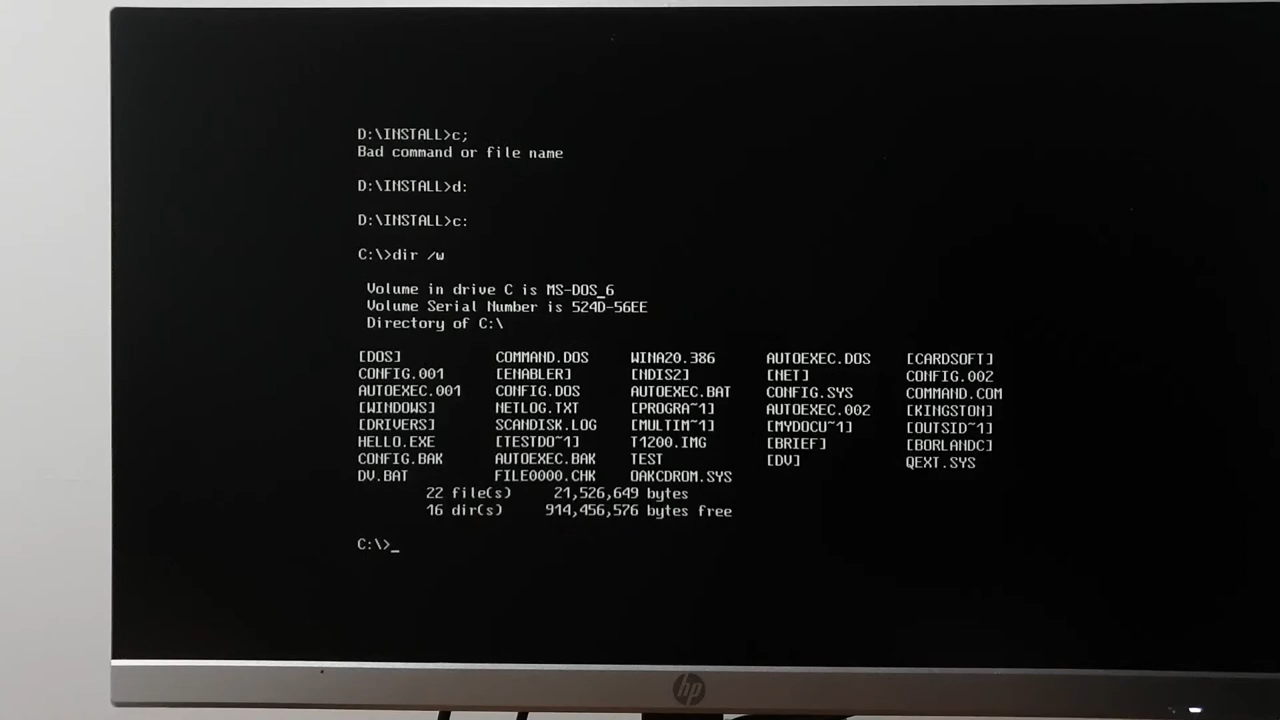 D:\INSTALL>c;
Bad command or file name
D:\INSTALL>d:
D:\INSTALL>c:
C:\>dir /w
Volume in drive C is MS-DOS_6
Volume Serial Number is 524D-56EE
Directory of C:\
[DOS] COMMAND.DOS WINA20.386 AUTOEXEC.DOS [CARDSOFT]
CONFIG.001 [ENABLER] [NDIS2] [NET] CONFIG.002
AUTOEXEC.001 CONFIG.DOS AUTOEXEC.BAT CONFIG.SYS COMMAND.COM
[WINDOWS] NETLOG.TXT [PROGRA~1] AUTOEXEC.002 [KINGSTON]
[DRIVERS] SCANDISK.LOG [MULTIM~1] [MYDOCU~1] [OUTSID~1]
HELLO.EXE [TESTDO~1] T1200.IMG [BRIEF] [BORLANDC]
CONFIG.BAK AUTOEXEC.BAK TEST [DV] QEXT.SYS
DV.BAT FILE0000.CHK OAKCDROM.SYS
22 file(s) 21,526,649 bytes
16 dir(s) 914,456,576 bytes free
C:\>_
hp